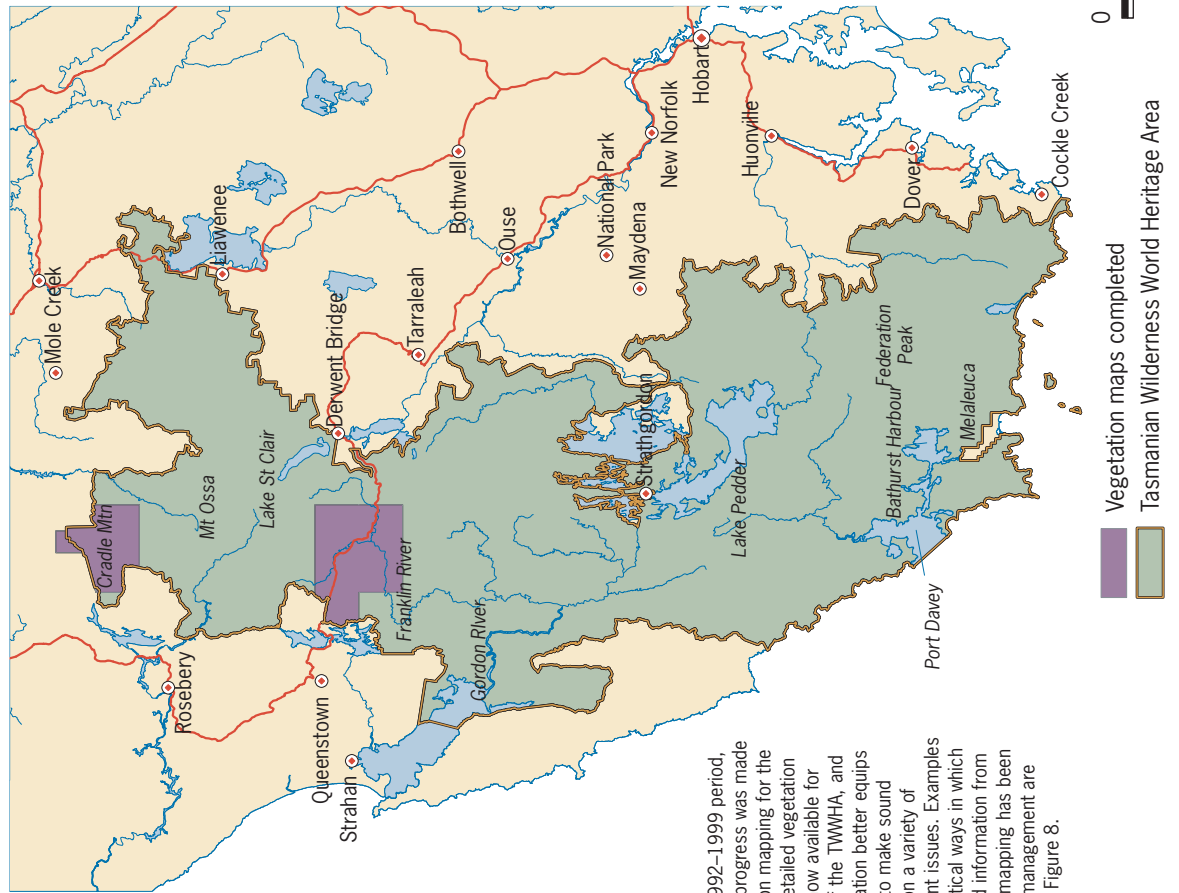 Mole Creek
Liawenee
Bothwell
Ouse
Derwent Bridge
Tarraleah
National Park
Maydena
New Norfolk
Hobart
Huonville
Dover
Cockle Creek
Cradle Mtn
Mt Ossa
Lake St Clair
Franklin River
Gordon River
Rosebery
Queenstown
Strahan
Strathgordon
Lake Pedder
Federation
Peak
Bathurst Harbour
Melaleuca
Port Davey
992–1999 period,
progress was made
on mapping for the
etailed vegetation
ow available for
f the TWWHA, and
ation better equips
to make sound
on a variety of
nt issues. Examples
tical ways in which
d information from
mapping has been
management are
Figure 8.
Vegetation maps completed
Tasmanian Wilderness World Heritage Area
0